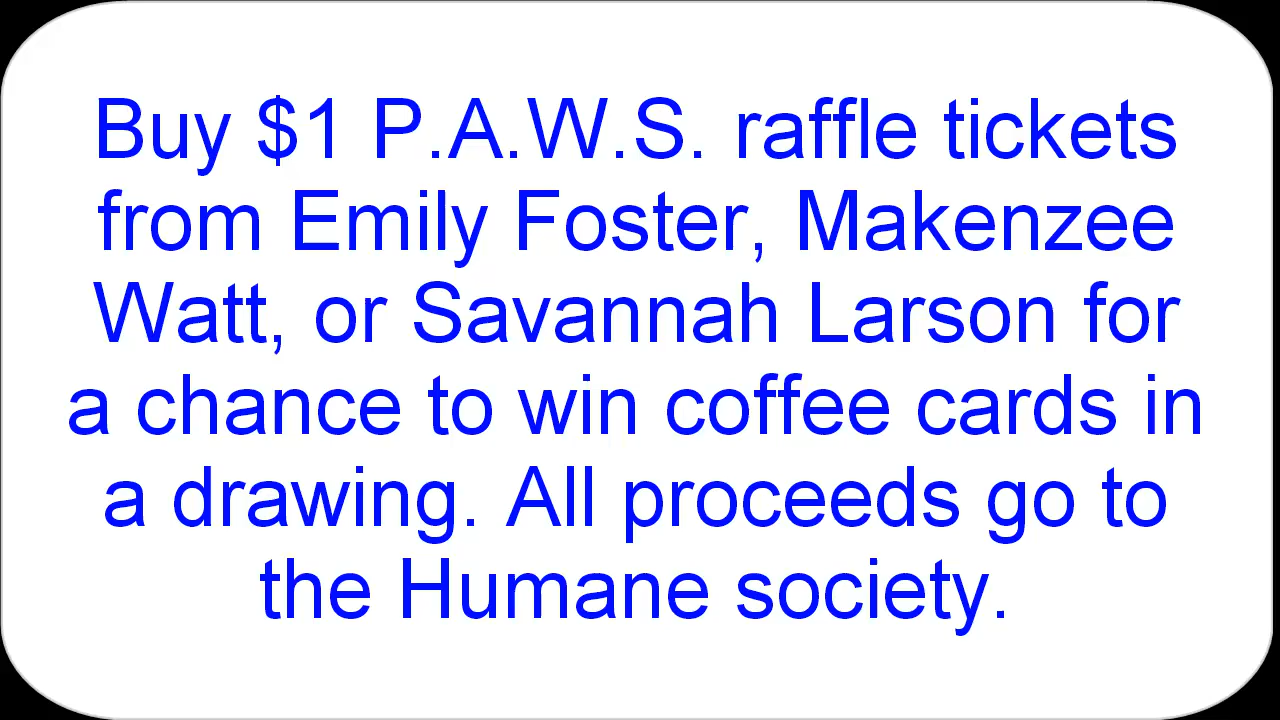 Buy $1 P.A.W.S. raffle tickets
from Emily Foster, Makenzee
Watt, or Savannah Larson for
a chance to win coffee cards in
a drawing. All proceeds go to
the Humane society.